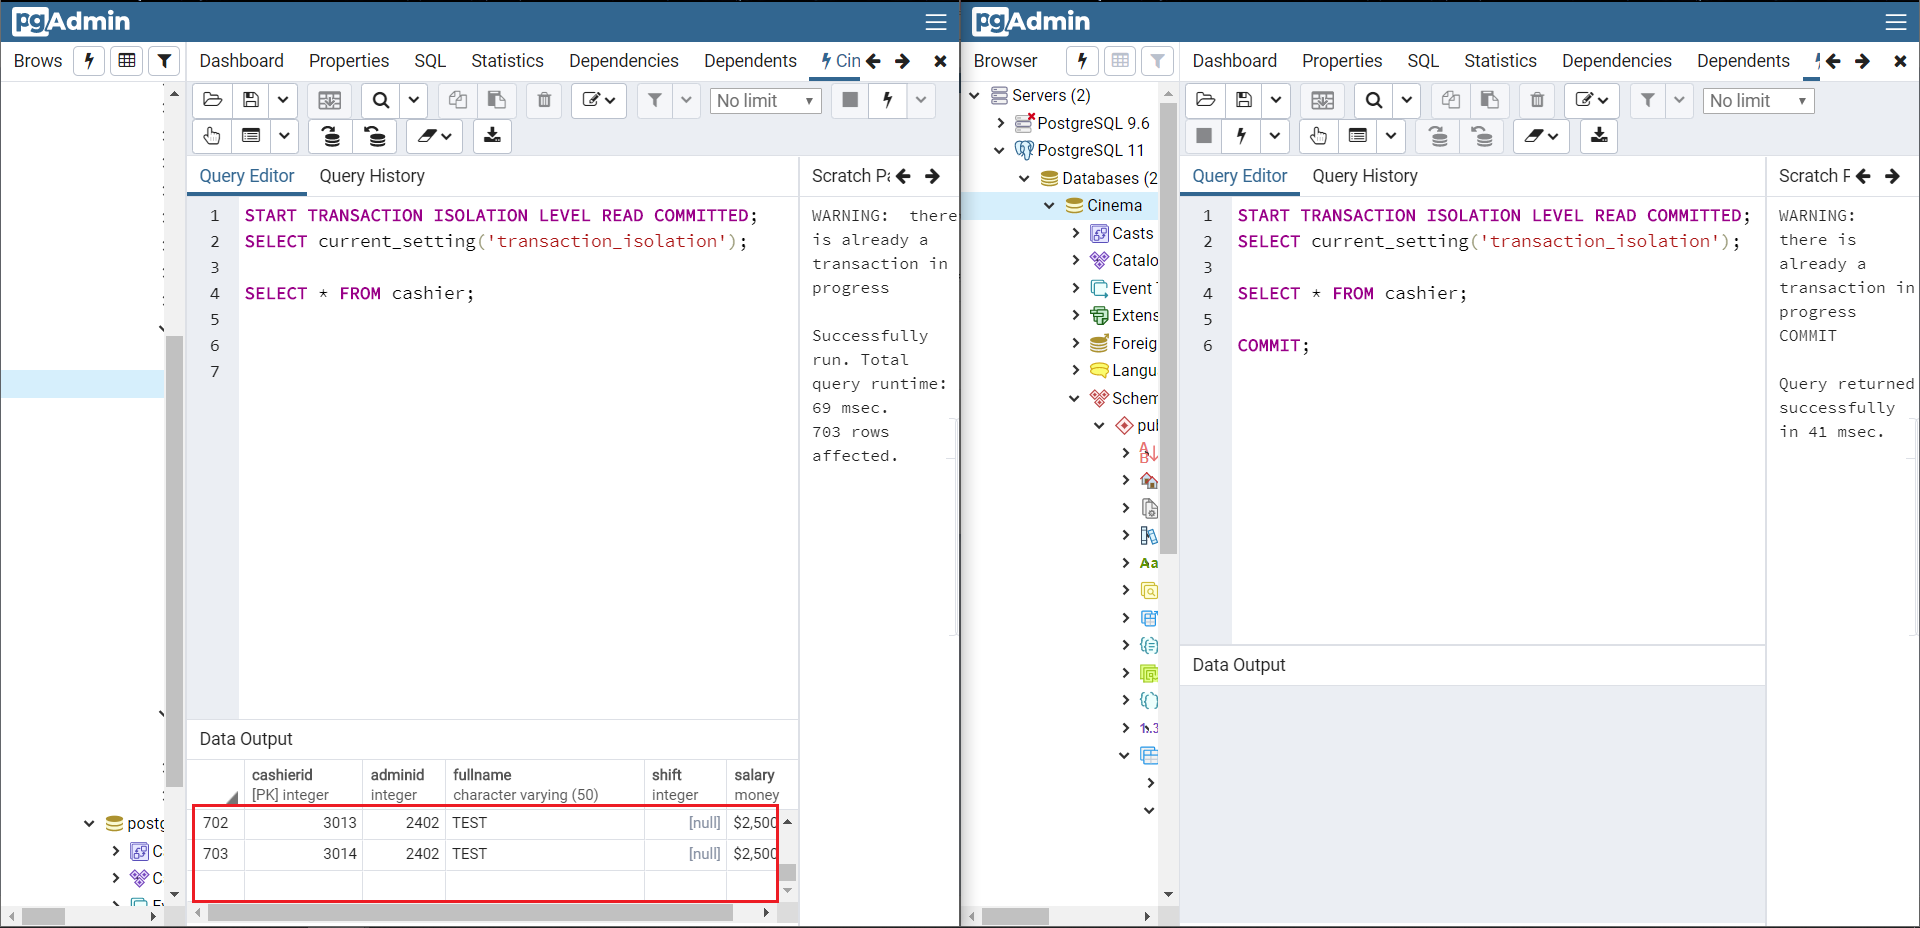 pgAdmin
Brows
Dashboard Properties SQL Statistics Dependencies Dependents Cin
No limit
Query Editor Query History
1 START TRANSACTION ISOLATION LEVEL READ COMMITTED;
2 SELECT current_setting('transaction_isolation');
3
4 SELECT * FROM cashier;
5
6
7
Scratch Pa
WARNING: there
is already a
transaction in
progress
Successfully
run. Total
query runtime:
69 msec.
703 rows
affected.
postg
C
C
Data Output
cashierid adminid fullname shift salary
[PK] integer integer character varying (50) integer money
702 3013 2402 TEST [null] $2,500
703 3014 2402 TEST [null] $2,500
pgAdmin
Browser
Dashboard Properties SQL Statistics Dependencies Dependents
No limit
Servers (2)
PostgreSQL 9.6
PostgreSQL 11
Databases (2
Cinema
Casts
Catalo
Event
Extens
Foreig
Langu
Schem
pul
Aa
1..3
Query Editor Query History
1 START TRANSACTION ISOLATION LEVEL READ COMMITTED;
2 SELECT current_setting('transaction_isolation');
3
4 SELECT * FROM cashier;
5
6 COMMIT;
Scratch P
WARNING:
there is
already a
transaction in
progress
COMMIT
Query returned
successfully
in 41 msec.
Data Output